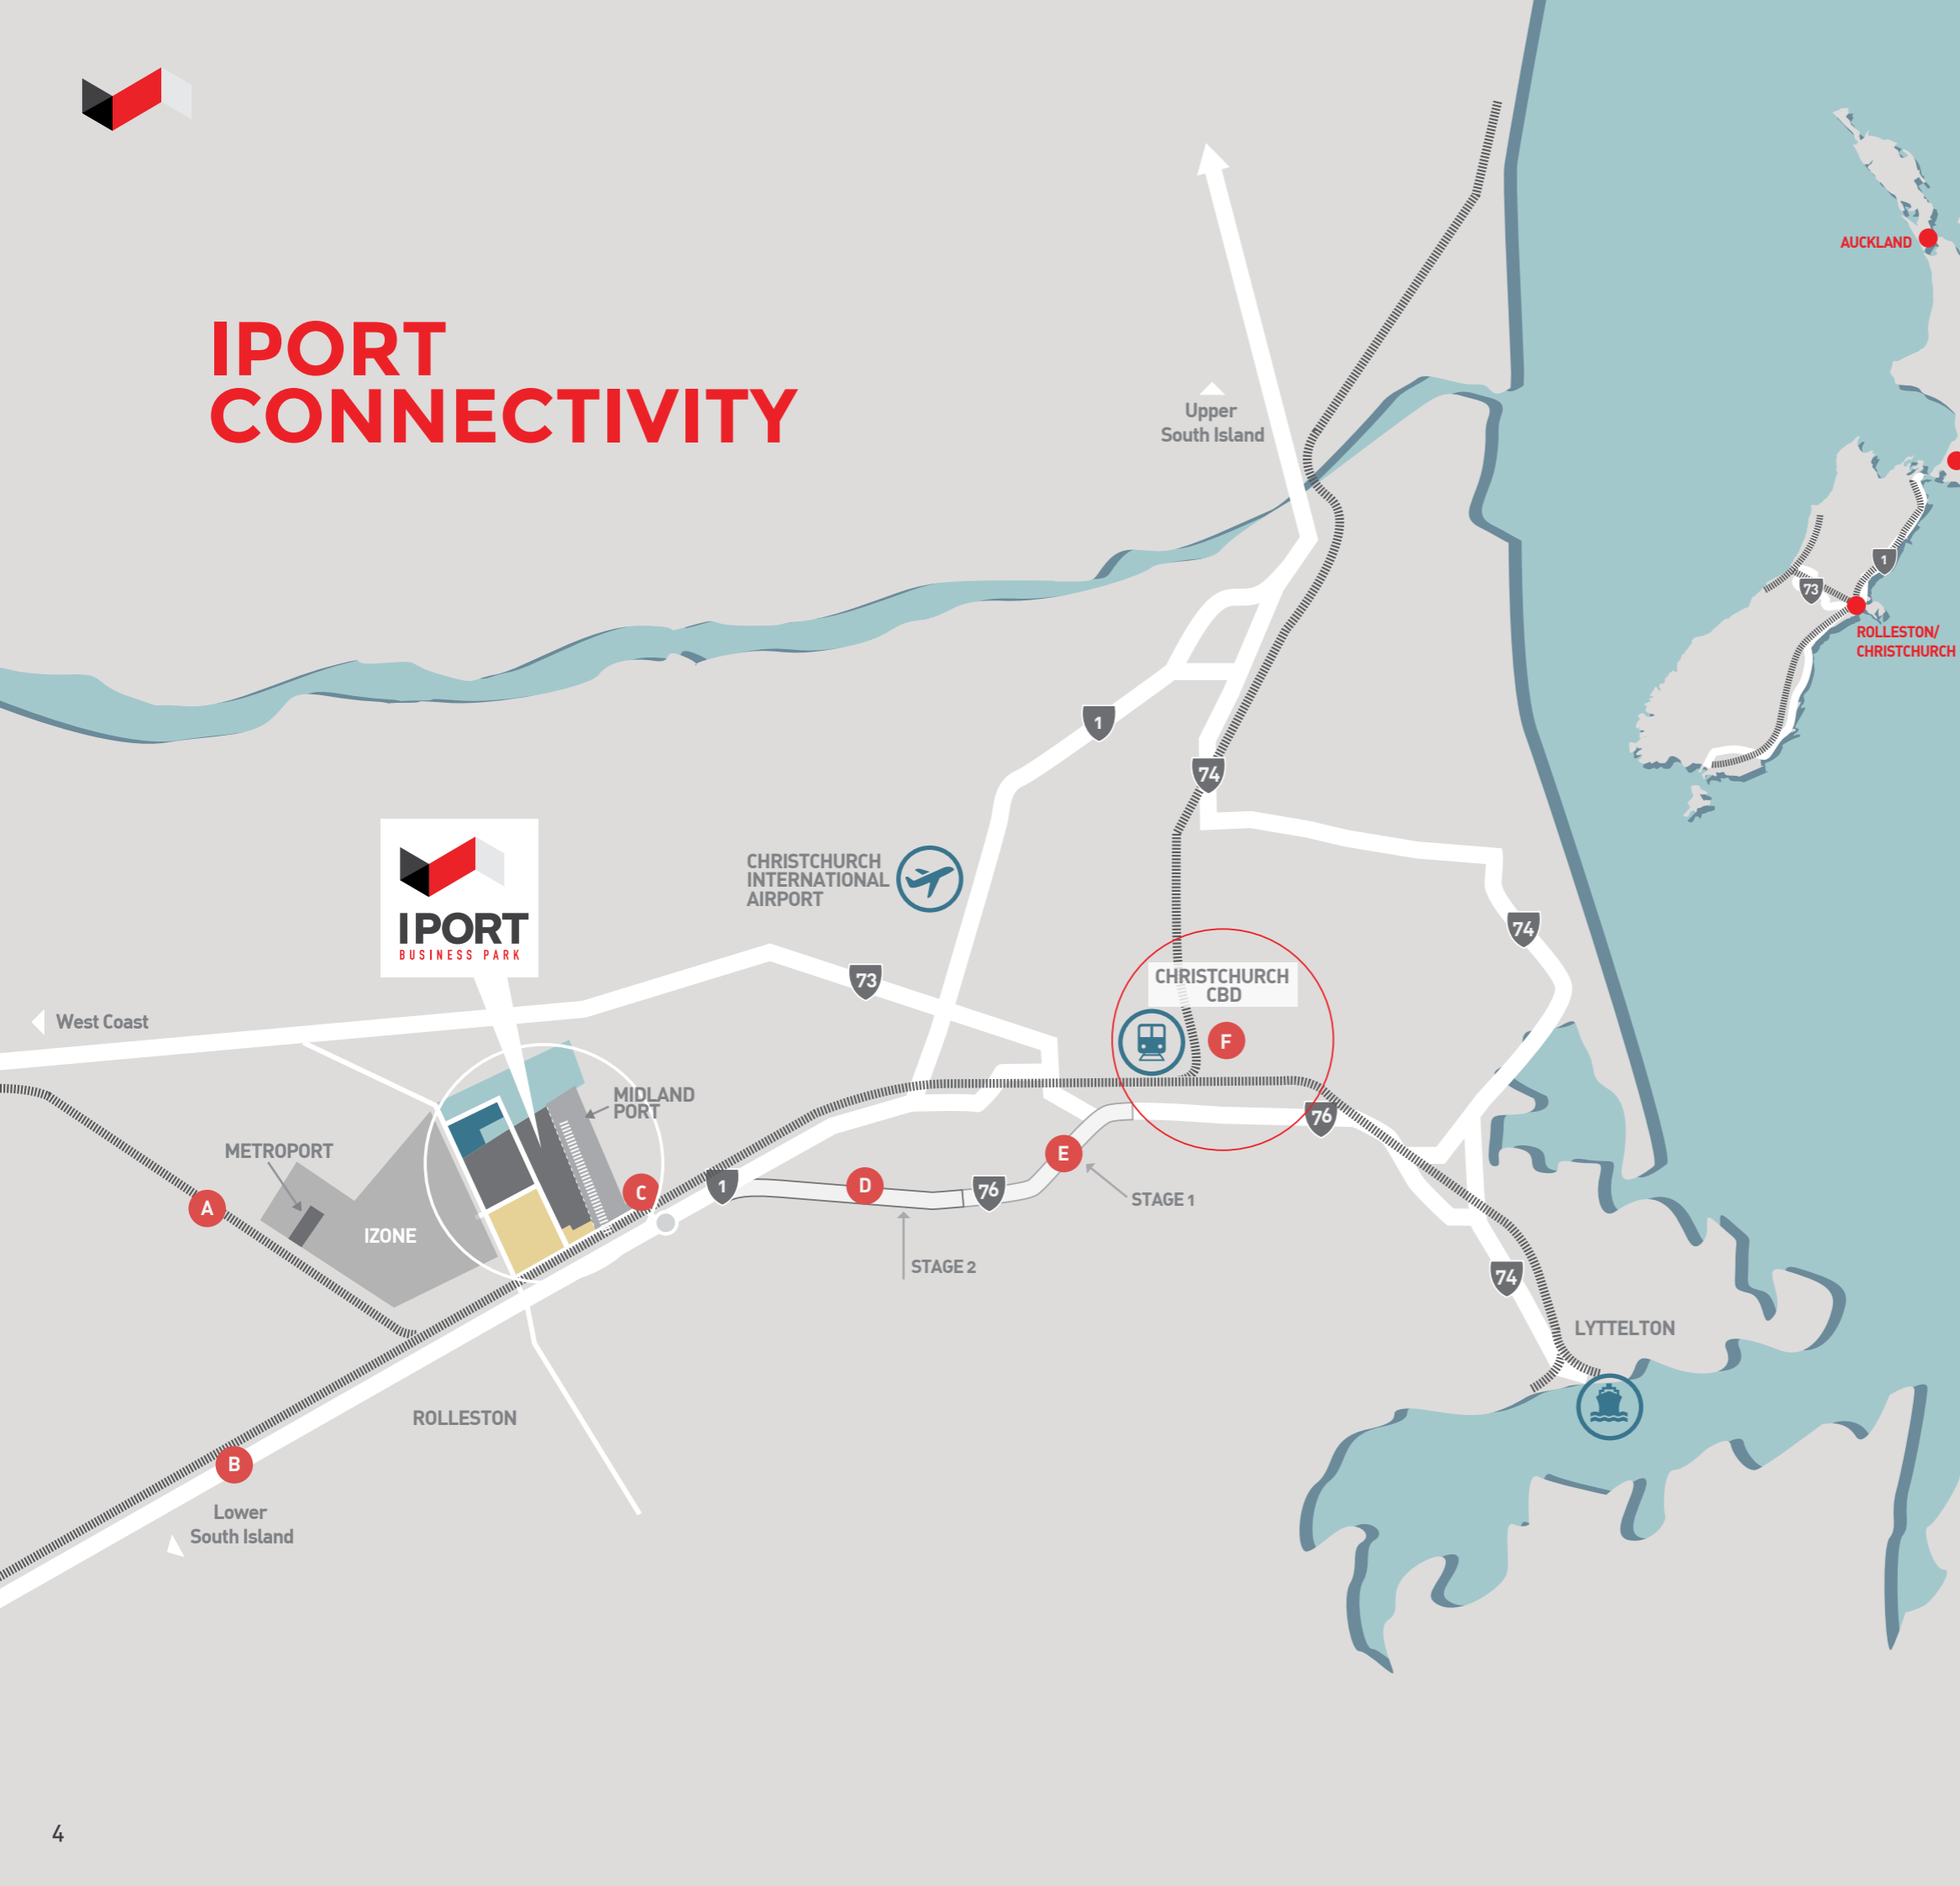 IPORT
CONNECTIVITY
AUCKLAND
Upper
South Island
1
73
ROLLESTON/
CHRISTCHURCH
1
74
CHRISTCHURCH
INTERNATIONAL
AIRPORT
IPORT
BUSINESS PARK
74
73
CHRISTCHURCH
CBD
West Coast
F
MIDLAND
PORT
76
METROPORT
E
C
D
1
76
STAGE 1
A
IZONE
STAGE 2
74
LYTTELTON
ROLLESTON
B
Lower
South Island
4